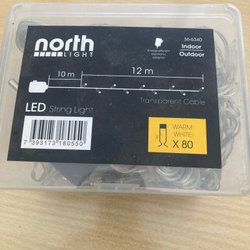 north
LIGHT
36-6340
Indoor
Outdoor
10 m
12 m
Transparent Cable
LED String Light
WARM
WHITE
X 80
7 393173 180550